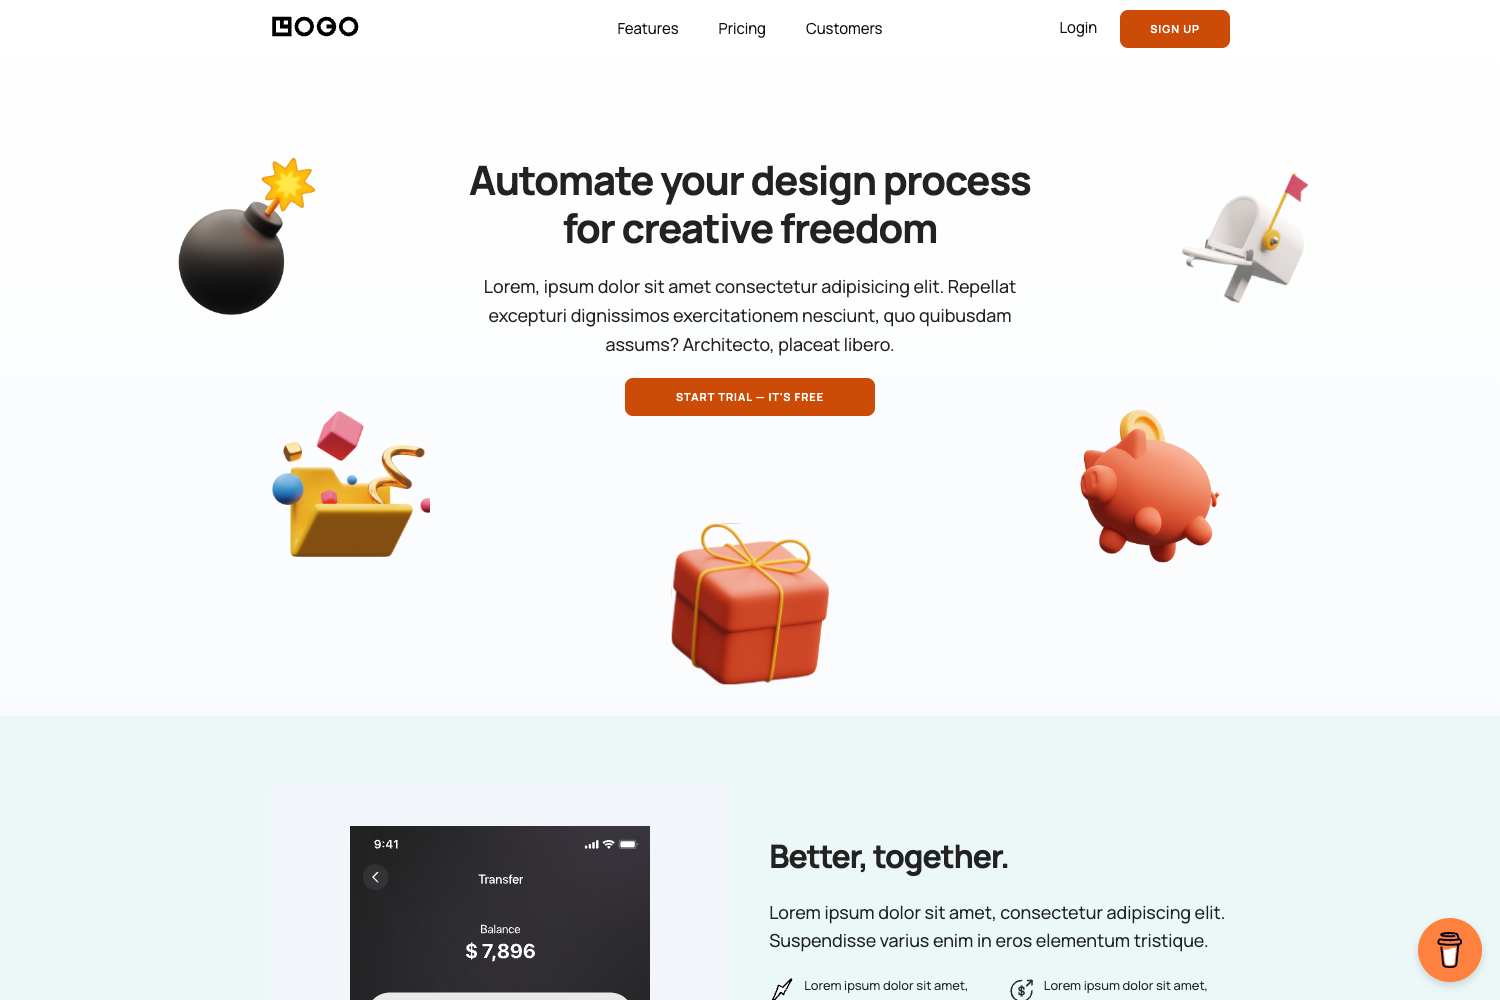 LOGO
Features Pricing Customers
Login SIGN UP
Automate your design process
for creative freedom
Lorem, ipsum dolor sit amet consectetur adipisicing elit. Repellat
excepturi dignissimos exercitationem nesciunt, quo quibusdam
assums? Architecto, placeat libero.
START TRIAL — IT'S FREE
9:41
Transfer
Balance
$ 7,896
Better, together.
Lorem ipsum dolor sit amet, consectetur adipiscing elit.
Suspendisse varius enim in eros elementum tristique.
Lorem ipsum dolor sit amet,
Lorem ipsum dolor sit amet,